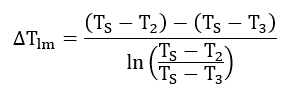 ΔT_lm = ((T_S − T_2) − (T_S − T_3)) / ln((T_S − T_2) / (T_S − T_3))